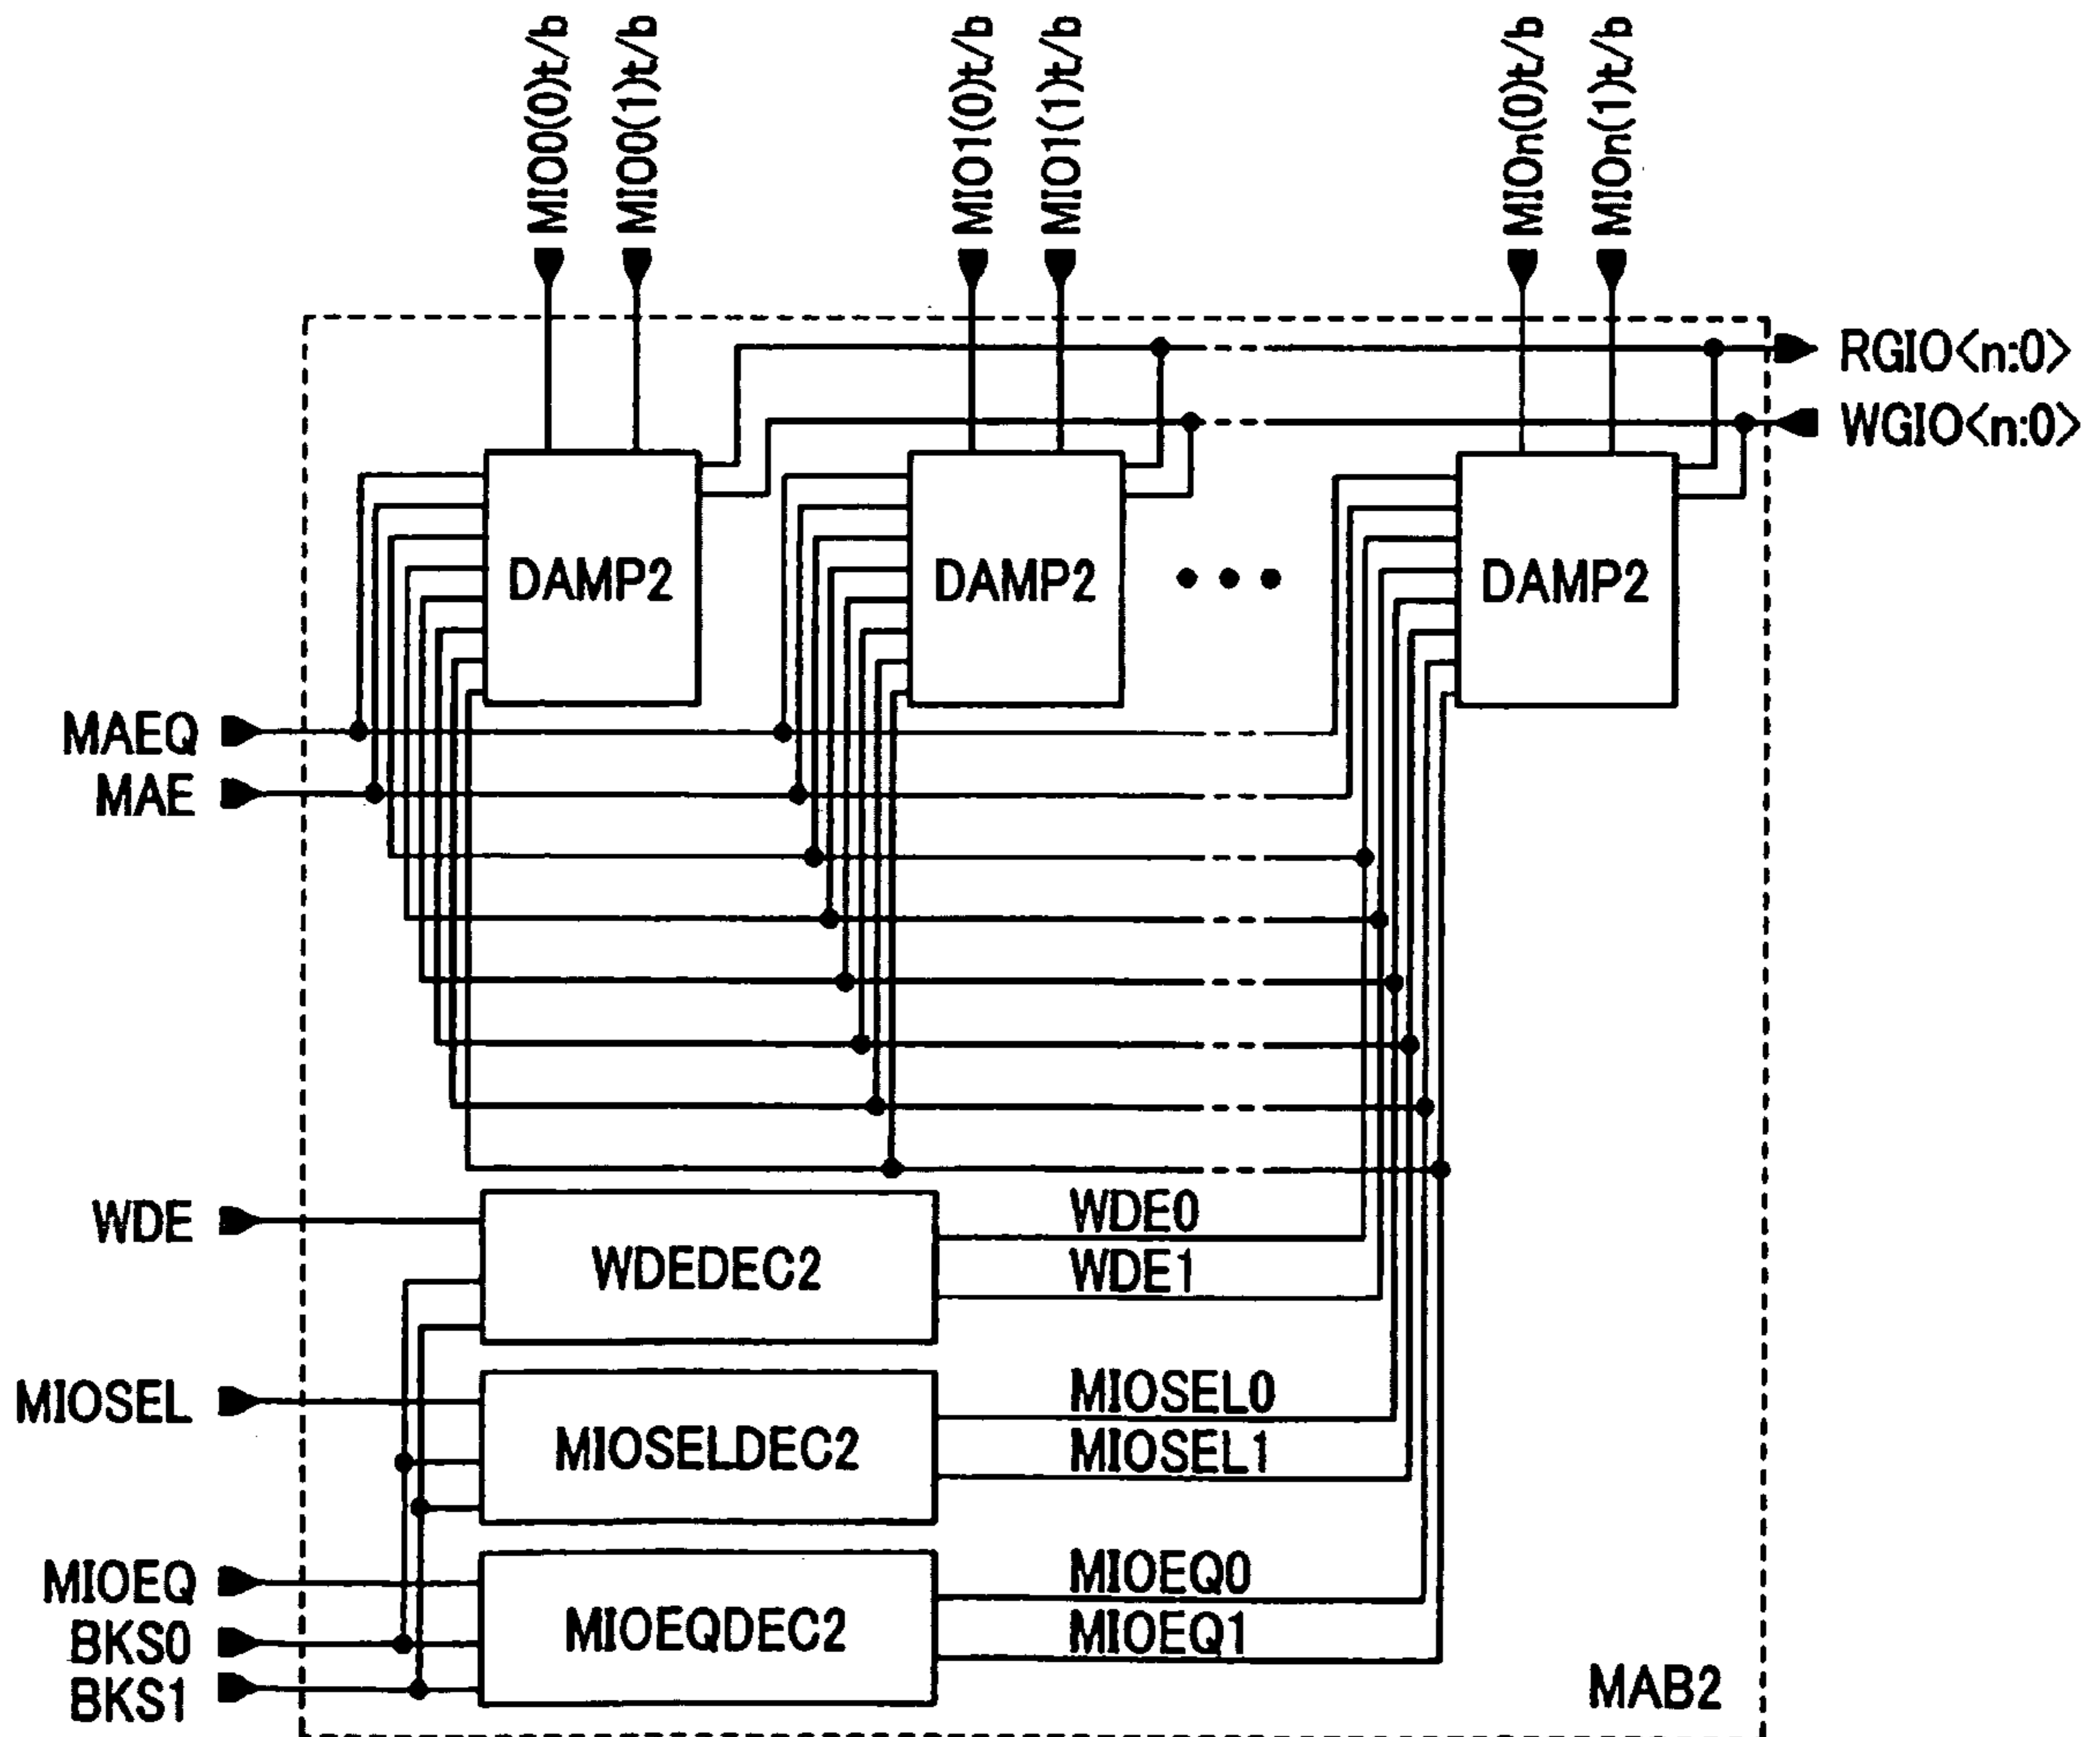 MIO0(0)t/b
MIO0(1)t/b
MIO1(0)t/b
MIO1(1)t/b
MIOn(0)t/b
MIOn(1)t/b
RGIO<n:0>
WGIO<n:0>
DAMP2
DAMP2
DAMP2
MAEQ
MAE
WDE
WDEDEC2
WDE0
WDE1
MIOSEL
MIOSELDEC2
MIOSEL0
MIOSEL1
MIOEQ
BKS0
BKS1
MIOEQDEC2
MIOEQ0
MIOEQ1
MAB2